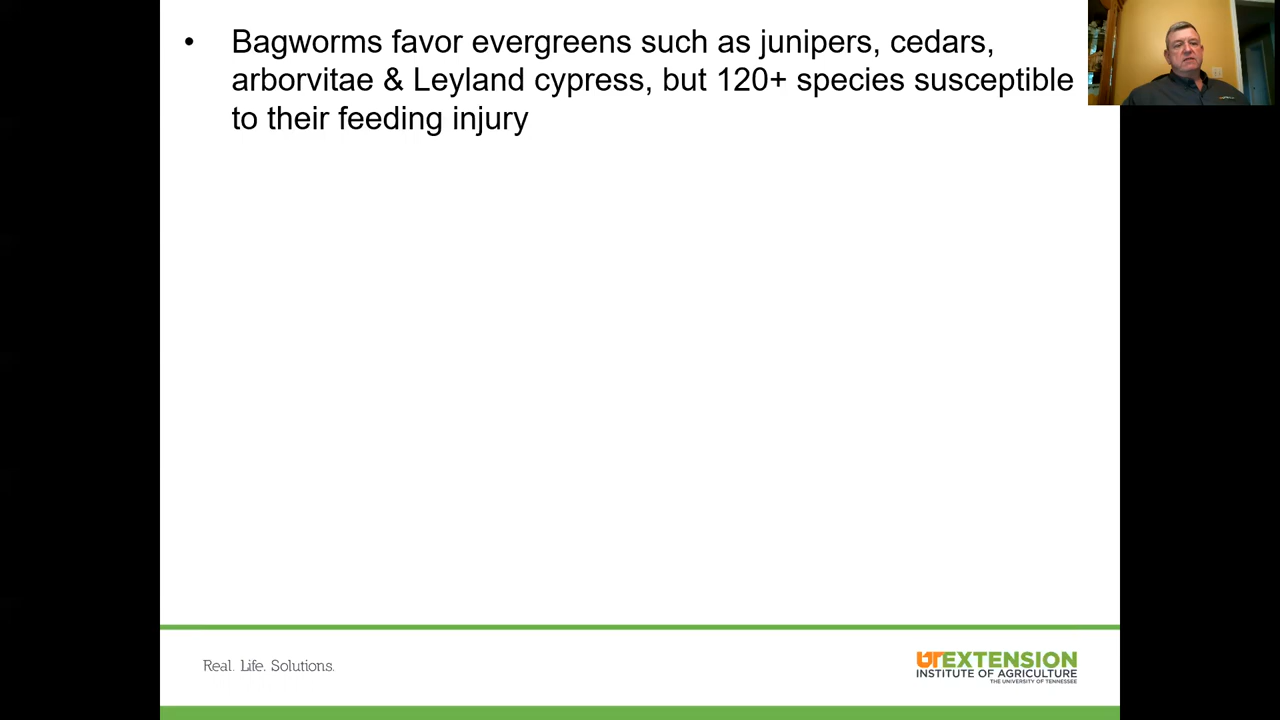 • Bagworms favor evergreens such as junipers, cedars,
arborvitae & Leyland cypress, but 120+ species susceptible
to their feeding injury
Real. Life. Solutions.
UTEXTENSION
INSTITUTE OF AGRICULTURE
THE UNIVERSITY OF TENNESSEE